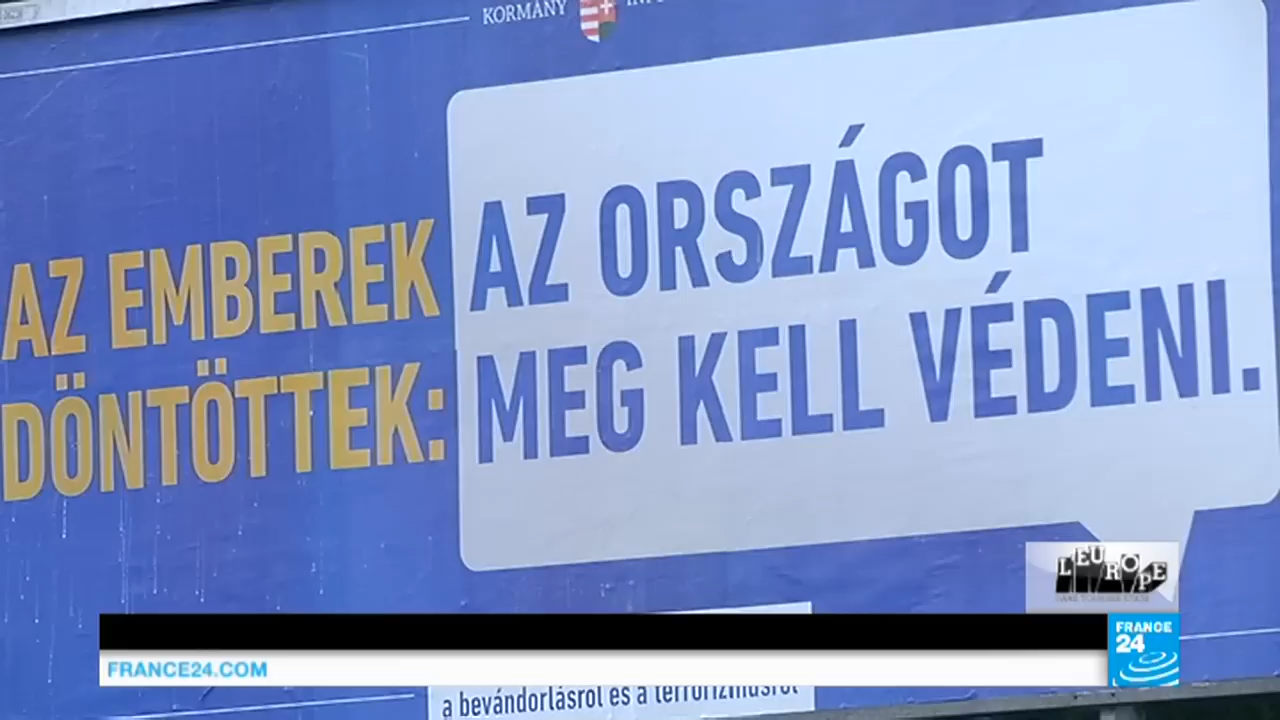 KORMÁNY
AZ EMBEREK
DÖNTÖTTEK:
AZ ORSZÁGOT
MEG KELL VÉDENI.
L'EUROPE
FRANCE
24
FRANCE24.COM
a bevándorlásról és a terrorizmusról